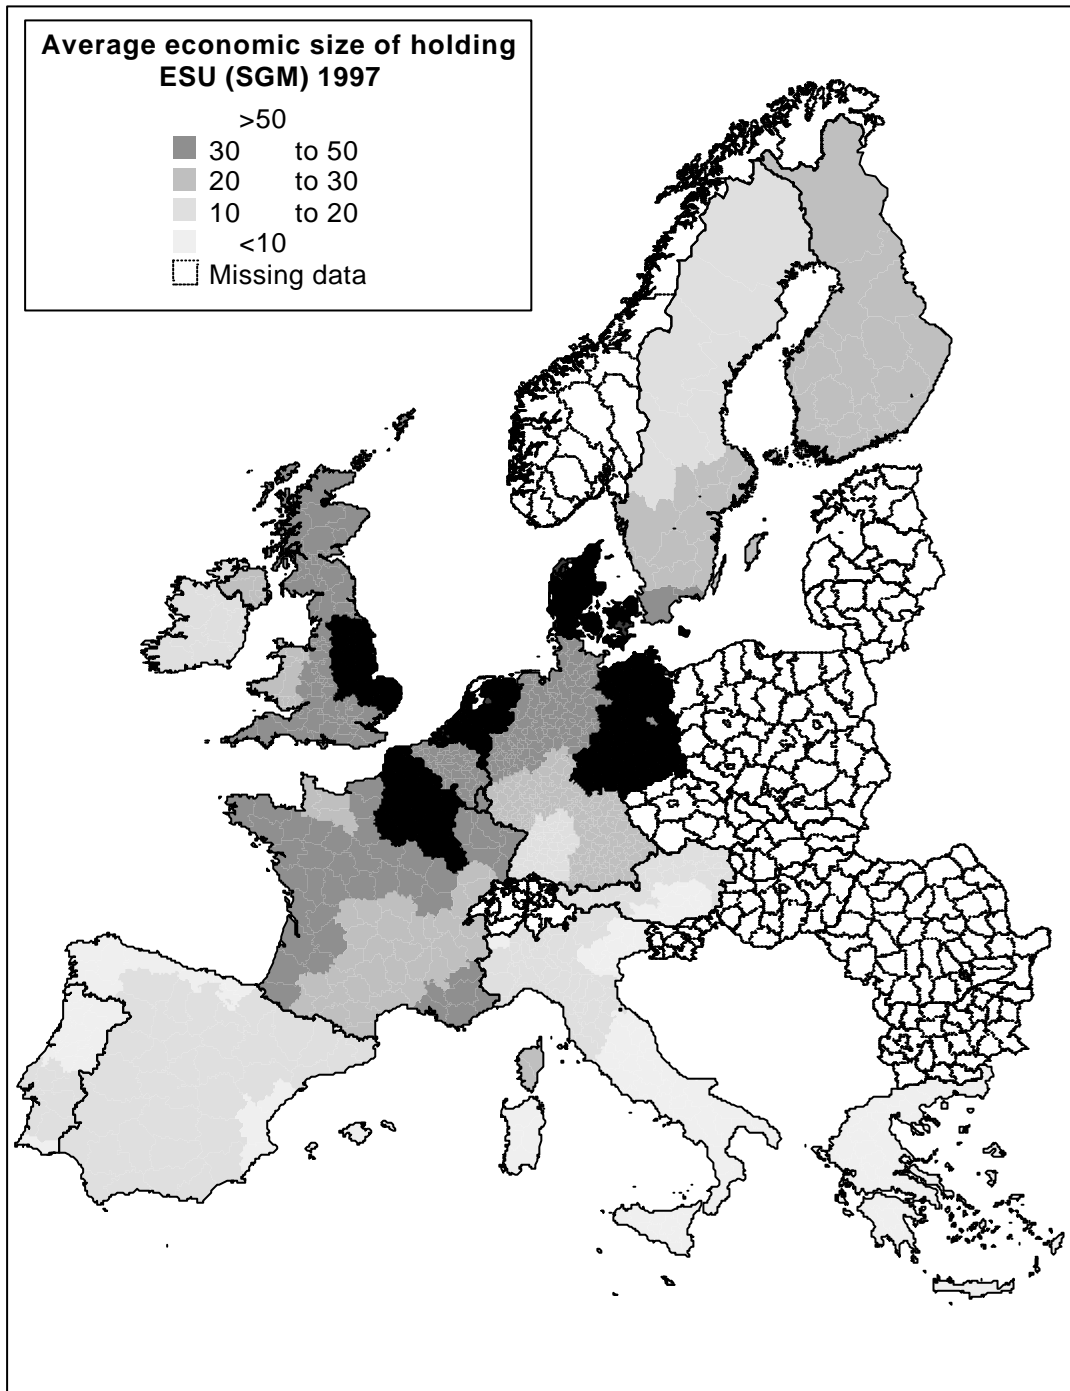 Average economic size of holding
ESU (SGM) 1997
>50
30 to 50
20 to 30
10 to 20
<10
Missing data